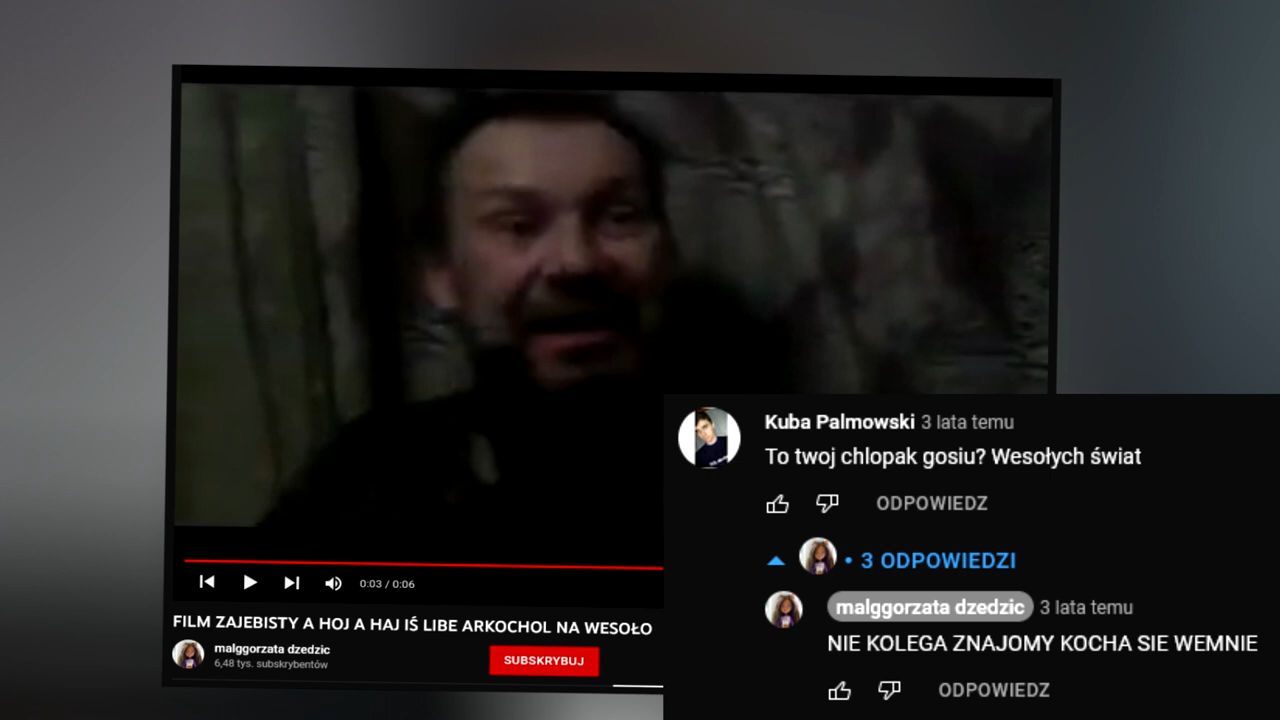 0:03 / 0:06
FILM ZAJEBISTY A HOJ A HAJ IŚ LIBE ARKOCHOL NA WESOŁO
malggorzata dzedzic
6,48 tys. subskrybentów
SUBSKRYBUJ
Kuba Palmowski 3 lata temu
To twoj chlopak gosiu? Wesołych świat
ODPOWIEDZ
• 3 ODPOWIEDZI
malggorzata dzedzic 3 lata temu
NIE KOLEGA ZNAJOMY KOCHA SIE WEMNIE
ODPOWIEDZ